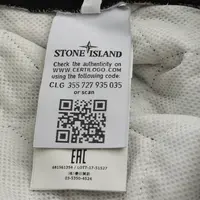 STONE ISLAND
Check the authenticity on
WWW.CERTILOGO.COM
using the following code:
CLG 355 727 935 035
or scan
EAC